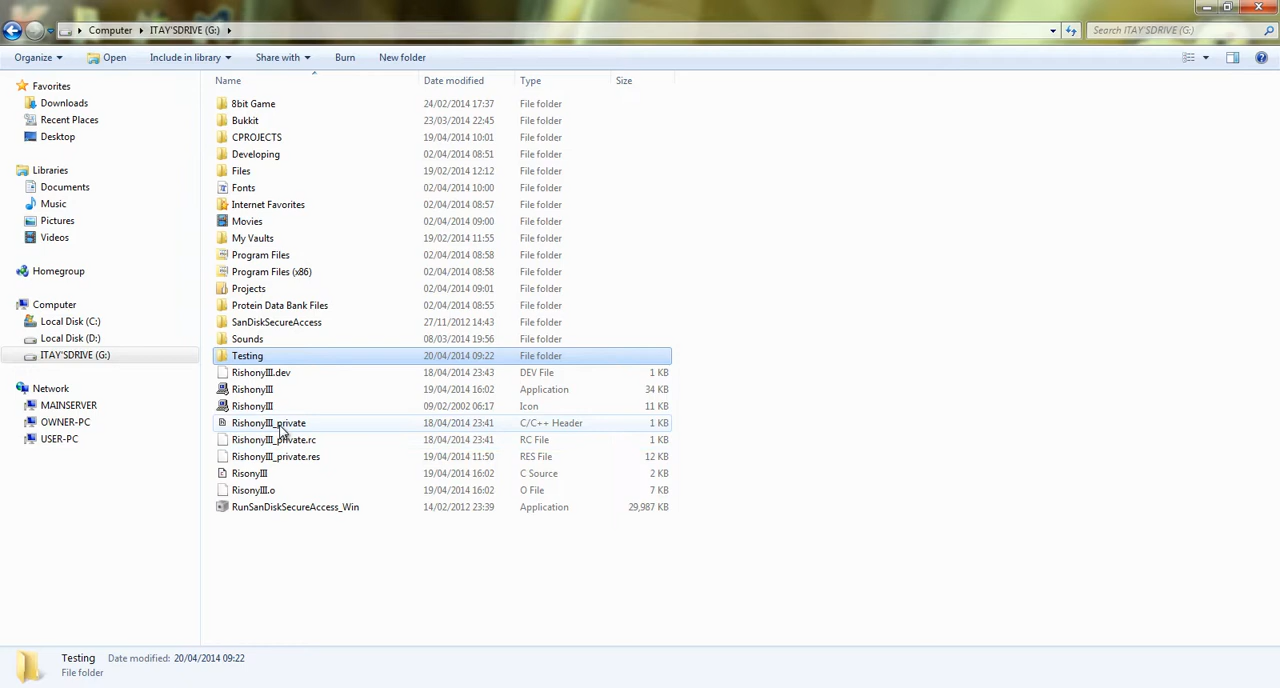 Computer ITAY'SDRIVE (G:) Search ITAY'SDRIVE (G:)
Organize Open Include in library Share with Burn New folder
Name Date modified Type Size
Favorites
Downloads
Recent Places
Desktop
Libraries
Documents
Music
Pictures
Videos
Homegroup
Computer
Local Disk (C:)
Local Disk (D:)
ITAY'SDRIVE (G:)
Network
MAINSERVER
OWNER-PC
USER-PC
8bit Game 24/02/2014 17:37 File folder
Bukkit 23/03/2014 22:45 File folder
CPROJECTS 19/04/2014 10:01 File folder
Developing 02/04/2014 08:51 File folder
Files 19/02/2014 12:12 File folder
Fonts 02/04/2014 10:00 File folder
Internet Favorites 02/04/2014 08:57 File folder
Movies 02/04/2014 09:00 File folder
My Vaults 19/02/2014 11:55 File folder
Program Files 02/04/2014 08:58 File folder
Program Files (x86) 02/04/2014 08:58 File folder
Projects 02/04/2014 09:01 File folder
Protein Data Bank Files 02/04/2014 08:55 File folder
SanDiskSecureAccess 27/11/2012 14:43 File folder
Sounds 08/03/2014 19:56 File folder
Testing 20/04/2014 09:22 File folder
RishonyIII.dev 18/04/2014 23:43 DEV File 1 KB
RishonyIII 19/04/2014 16:02 Application 34 KB
RishonyIII 09/02/2002 06:17 Icon 11 KB
RishonyIII_private 18/04/2014 23:41 C/C++ Header 1 KB
RishonyIII_private.rc 18/04/2014 23:41 RC File 1 KB
RishonyIII_private.res 19/04/2014 11:50 RES File 12 KB
RisonyIII 19/04/2014 16:02 C Source 2 KB
RisonyIII.o 19/04/2014 16:02 O File 7 KB
RunSanDiskSecureAccess_Win 14/02/2012 23:39 Application 29,987 KB
Testing Date modified: 20/04/2014 09:22
File folder